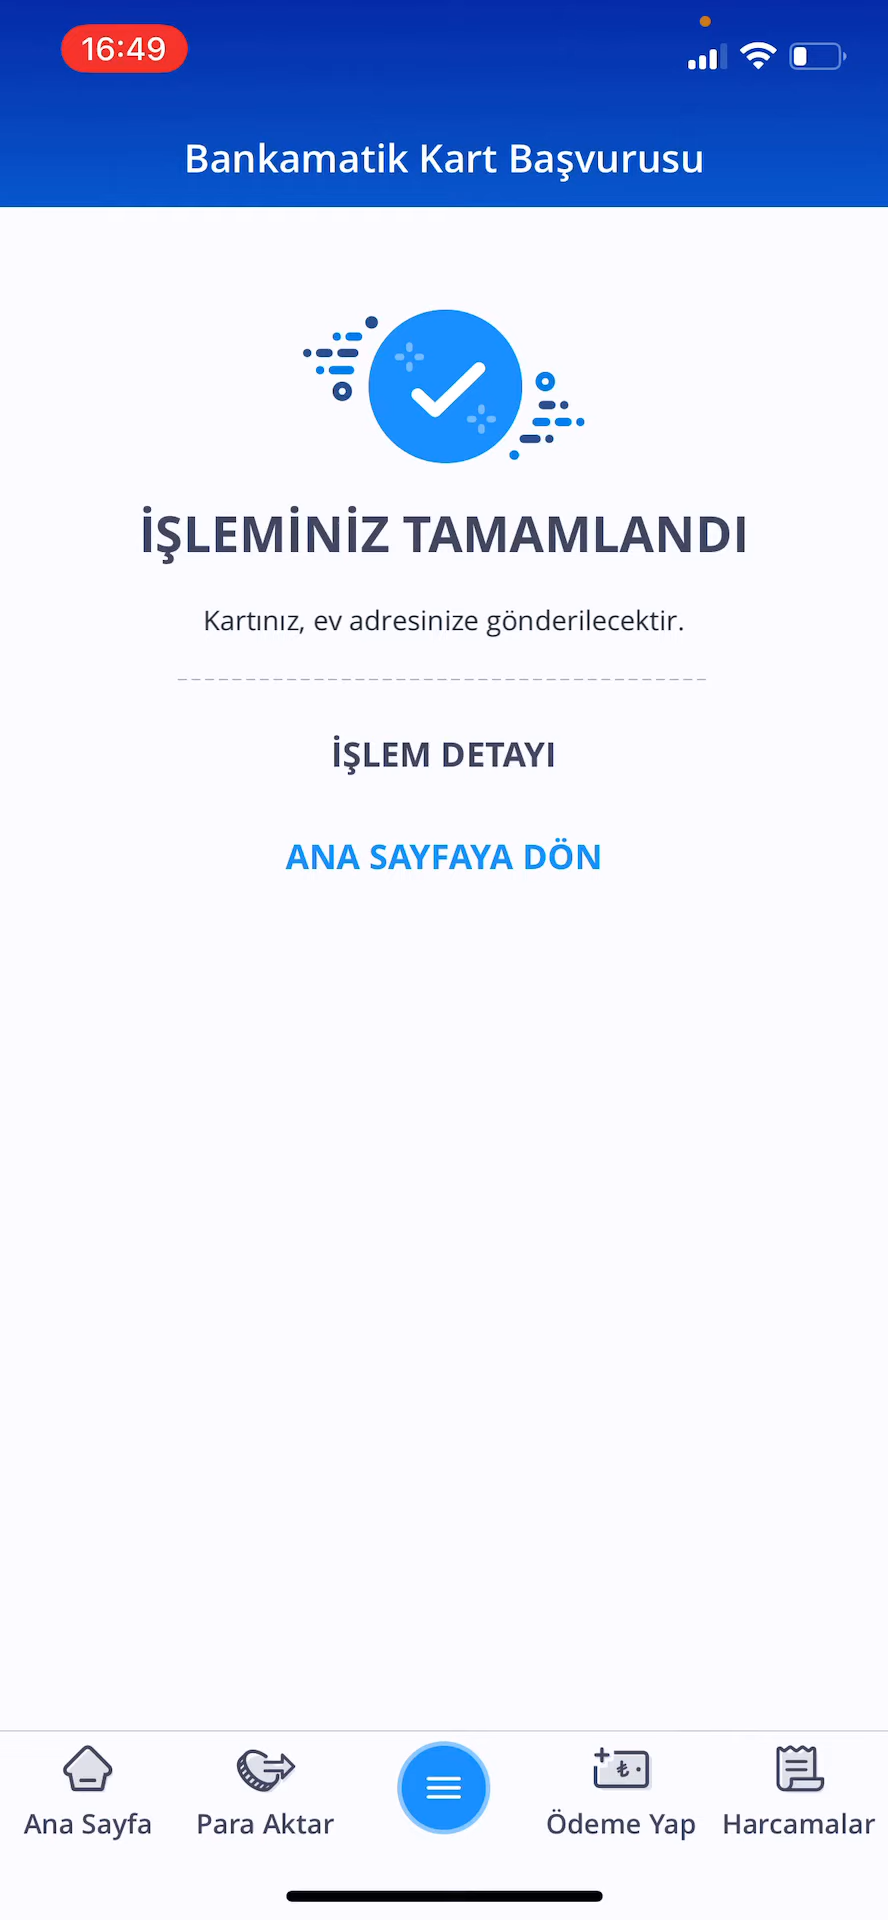 16:49
Bankamatik Kart Başvurusu
İŞLEMİNİZ TAMAMLANDI
Kartınız, ev adresinize gönderilecektir.
İŞLEM DETAYI
ANA SAYFAYA DÖN
Ana Sayfa Para Aktar Ödeme Yap Harcamalar